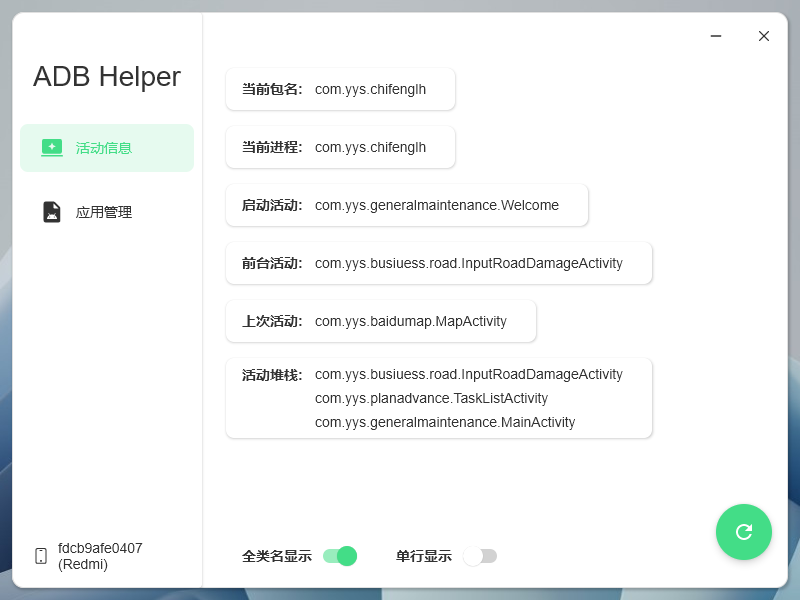 ADB Helper
活动信息
应用管理
fdcb9afe0407
(Redmi)
当前包名： com.yys.chifenglh
当前进程： com.yys.chifenglh
启动活动： com.yys.generalmaintenance.Welcome
前台活动： com.yys.busiuess.road.InputRoadDamageActivity
上次活动： com.yys.baidumap.MapActivity
活动堆栈： com.yys.busiuess.road.InputRoadDamageActivity
com.yys.planadvance.TaskListActivity
com.yys.generalmaintenance.MainActivity
全类名显示 单行显示